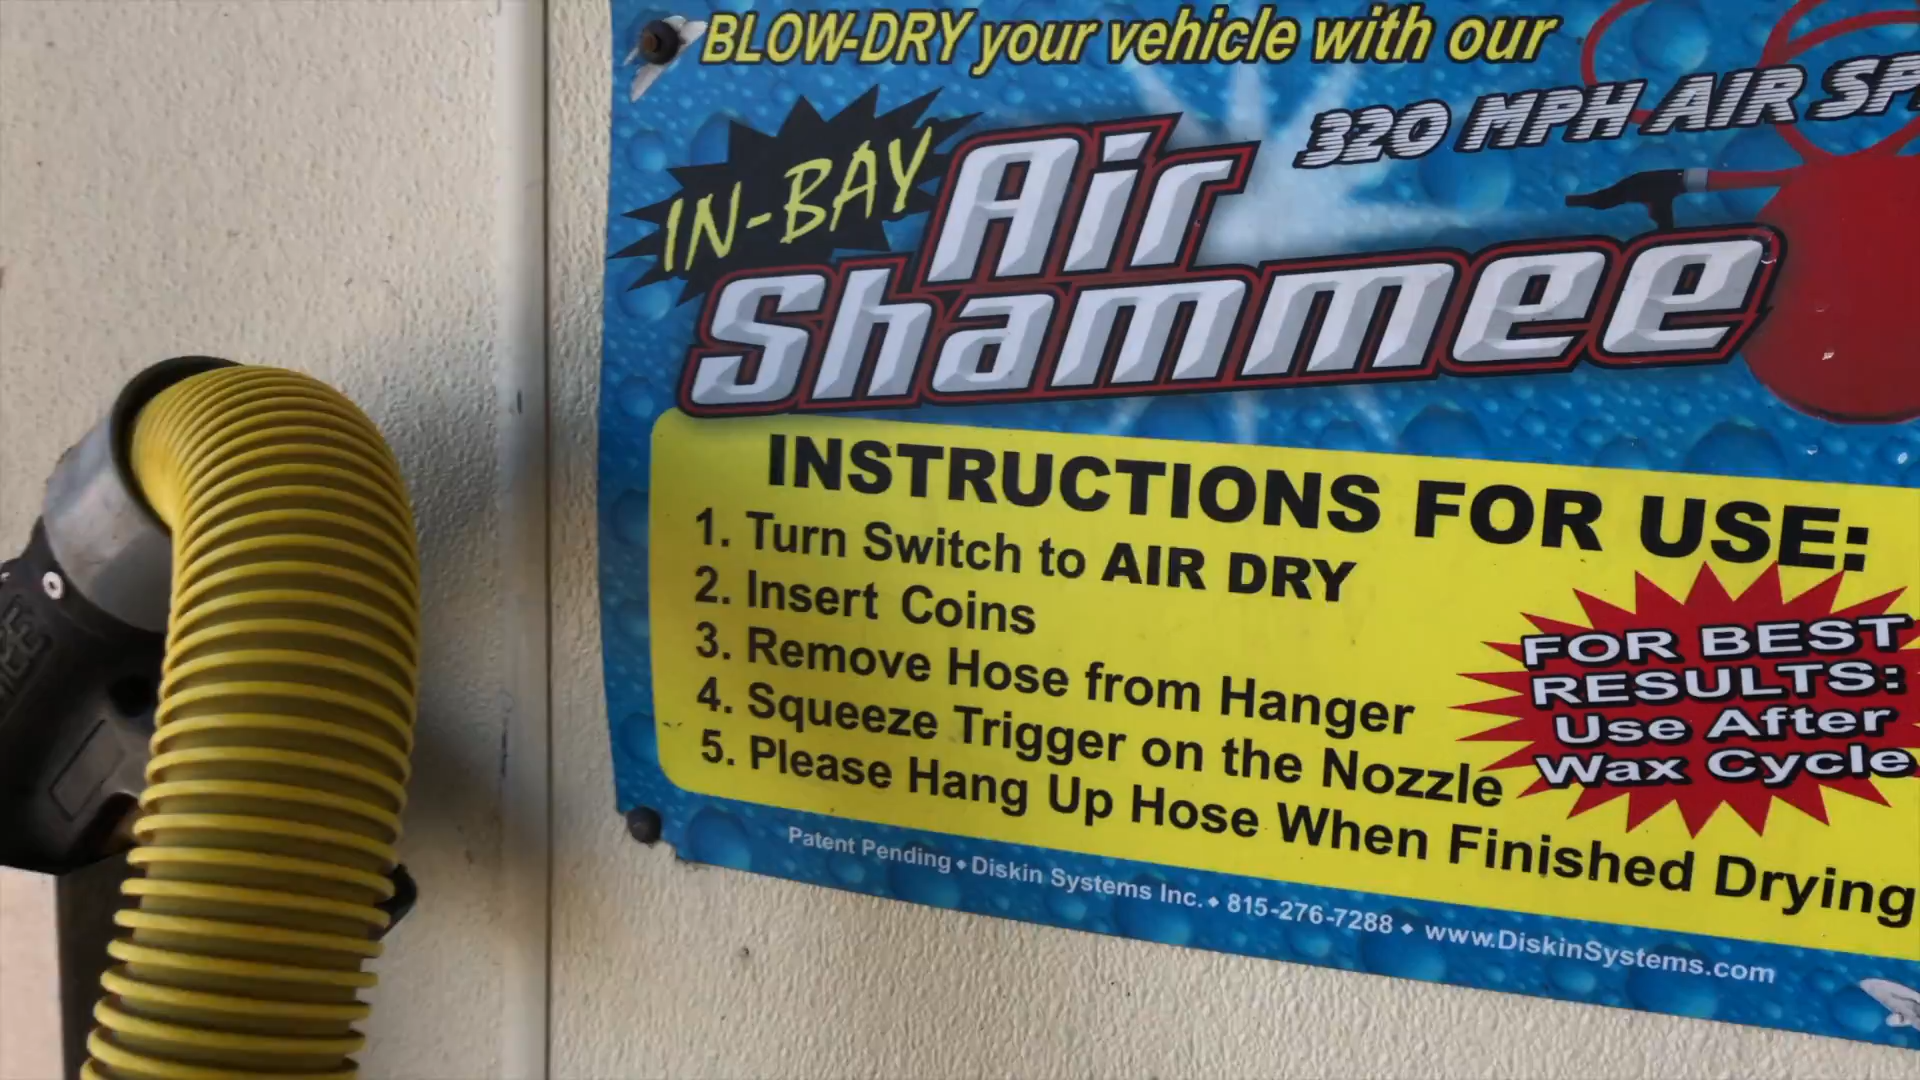 BLOW-DRY your vehicle with our
320 MPH AIR
IN-BAY
Air
Shammee
INSTRUCTIONS FOR USE:
1. Turn Switch to AIR DRY
2. Insert Coins
3. Remove Hose from Hanger
4. Squeeze Trigger on the Nozzle
5. Please Hang Up Hose When Finished Drying
FOR BEST
RESULTS:
Use After
Wax Cycle
Patent Pending ◆ Diskin Systems Inc. ◆ 815-276-7288 ◆ www.DiskinSystems.com